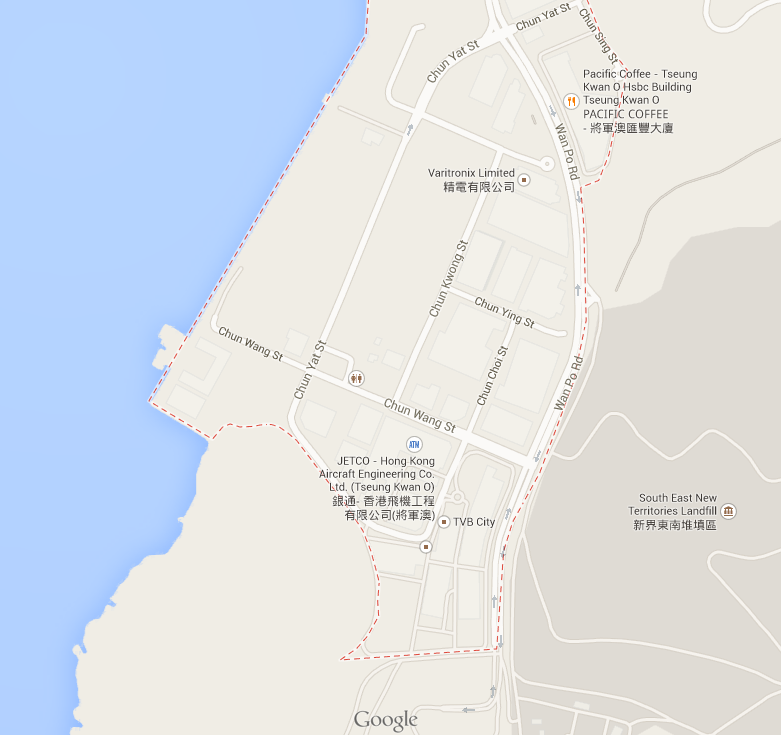 Chun Yat St
Chun Yat St
Chun Sing St
Pacific Coffee - Tseung
Kwan O Hsbc Building
Tseung Kwan O
PACIFIC COFFEE
- 將軍澳匯豐大廈
Wan Po Rd
Varitronix Limited
精電有限公司
Chun Kwong St
Chun Ying St
Chun Wang St
Chun Yat St
Chun Choi St
Wan Po Rd
Chun Wang St
ATM
JETCO - Hong Kong
Aircraft Engineering Co.
Ltd. (Tseung Kwan O)
銀通- 香港飛機工程
有限公司(將軍澳)
TVB City
South East New
Territories Landfill
新界東南堆填區
Google